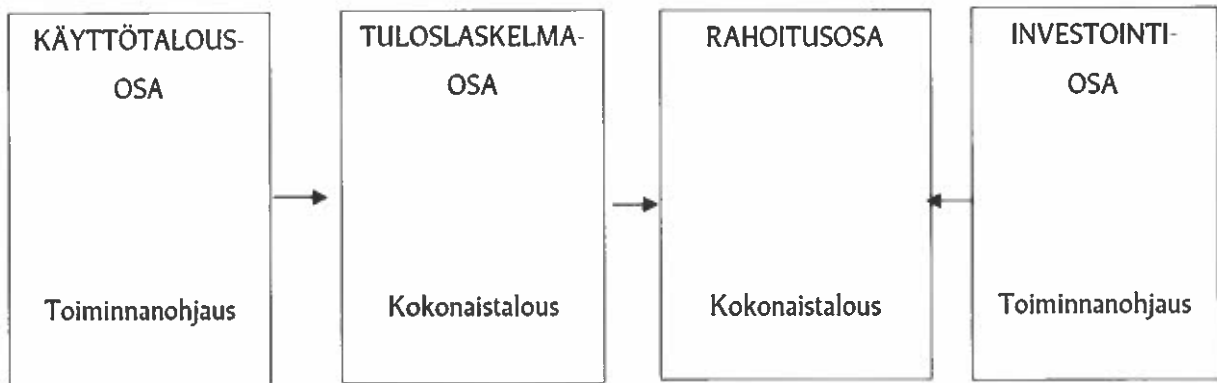 KÄYTTÖTALOUS-
OSA
Toiminnanohjaus
TULOSLASKELMA-
OSA
Kokonaistalous
RAHOITUSOSA
Kokonaistalous
INVESTOINTI-
OSA
Toiminnanohjaus